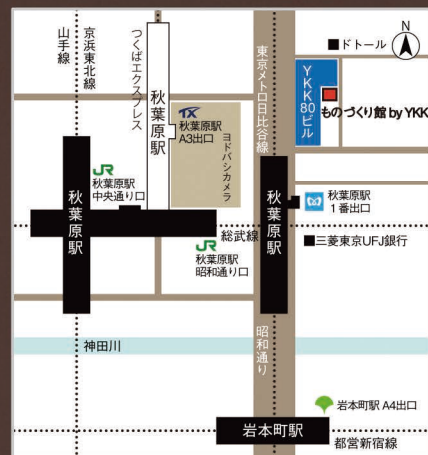 山手線
京浜東北線
つくばエクスプレス
秋葉原駅
TX
秋葉原駅
A3出口
ヨドバシカメラ
東京メトロ日比谷線
YKK80ビル
■ドトール
N
ものづくり館 by YKK
JR
秋葉原駅
中央通り口
秋葉原駅
秋葉原駅
総武線
JR
秋葉原駅
昭和通り口
秋葉原駅
秋葉原駅
1番出口
■三菱東京UFJ銀行
昭和通り
神田川
岩本町駅 A4出口
岩本町駅
都営新宿線